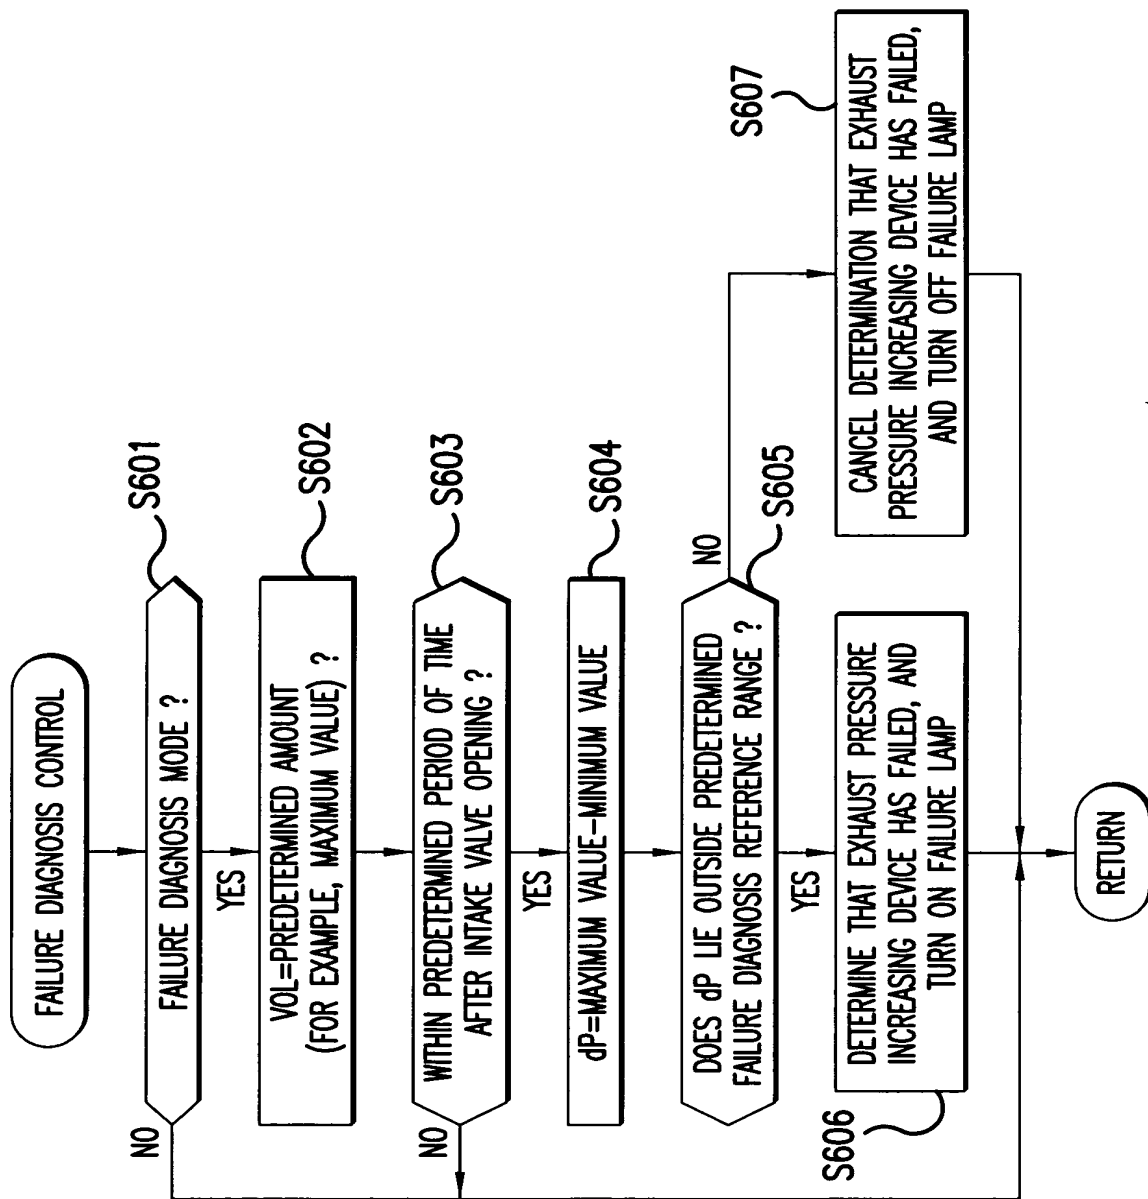 FAILURE DIAGNOSIS CONTROL
S601
FAILURE DIAGNOSIS MODE ?
NO
YES
S602
VOL=PREDETERMINED AMOUNT
(FOR EXAMPLE, MAXIMUM VALUE) ?
S603
WITHIN PREDETERMINED PERIOD OF TIME
AFTER INTAKE VALVE OPENING ?
NO
YES
S604
dP=MAXIMUM VALUE-MINIMUM VALUE
S605
DOES dP LIE OUTSIDE PREDETERMINED
FAILURE DIAGNOSIS REFERENCE RANGE ?
NO
YES
S606
DETERMINE THAT EXHAUST PRESSURE
INCREASING DEVICE HAS FAILED, AND
TURN ON FAILURE LAMP
S607
CANCEL DETERMINATION THAT EXHAUST
PRESSURE INCREASING DEVICE HAS FAILED,
AND TURN OFF FAILURE LAMP
RETURN